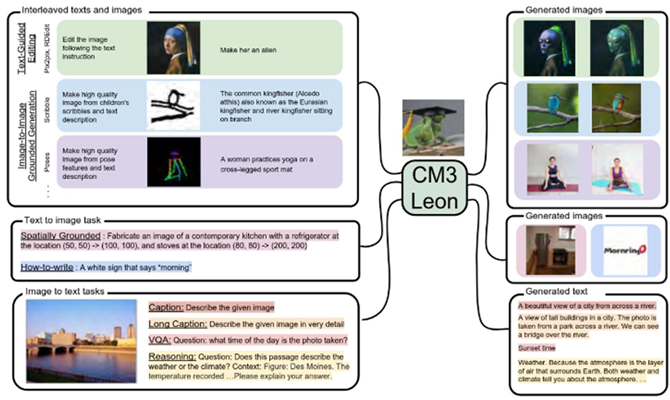 Interleaved texts and images
Text-Guided
Editing
Pix2pix, RDEdit
Edit the image
following the text
instruction
Make her an alien
Image-to-Image
Grounded Generation
Scribble
Make high quality
image from children's
scribbles and text
description
The common kingfisher (Alcedo
atthis) also known as the Eurasian
kingfisher and river kingfisher sitting
on branch
Poses
Make high quality
image from pose
features and text
description
A woman practices yoga on a
cross-legged sport mat
. . .
Text to image task
Spatially Grounded : Fabricate an image of a contemporary kitchen with a refrigerator at
the location (50, 50) -> (100, 100), and stoves at the location (80, 80) -> (200, 200)
How-to-write : A white sign that says "morning"
Image to text tasks
Caption: Describe the given image
Long Caption: Describe the given image in very detail
VQA: Question: what time of the day is the photo taken?
Reasoning: Question: Does this passage describe the
weather or the climate? Context: Figure: Des Moines. The
temperature recorded ...Please explain your answer.
CM3
Leon
Generated images
Generated images
Mornring
Generated text
A beautiful view of a city from across a river.
A view of tall buildings in a city. The photo is
taken from a park across a river. We can see
a bridge over the river,
Sunset time
Weather. Because the atmosphere is the layer
of air that surrounds Earth. Both weather and
climate tell you about the atmosphere. ...